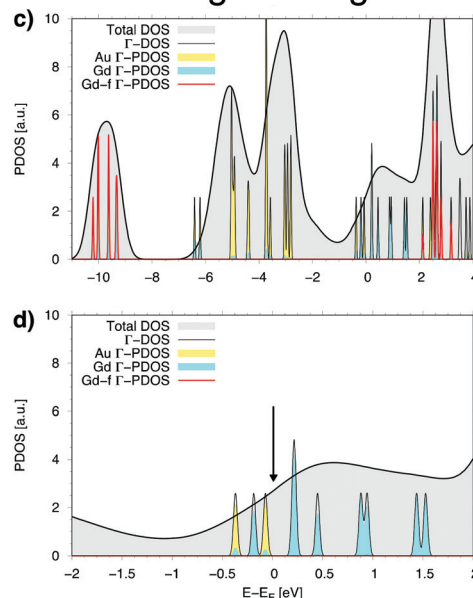 c)
Total DOS
Γ-DOS
Au Γ-PDOS
Gd Γ-PDOS
Gd-f Γ-PDOS
PDOS [a.u.]
10
8
6
4
2
0
-10 -8 -6 -4 -2 0 2 4
d)
Total DOS
Γ-DOS
Au Γ-PDOS
Gd Γ-PDOS
Gd-f Γ-PDOS
PDOS [a.u.]
10
8
6
4
2
0
-2 -1.5 -1 -0.5 0 0.5 1 1.5 2
E-E_F [eV]